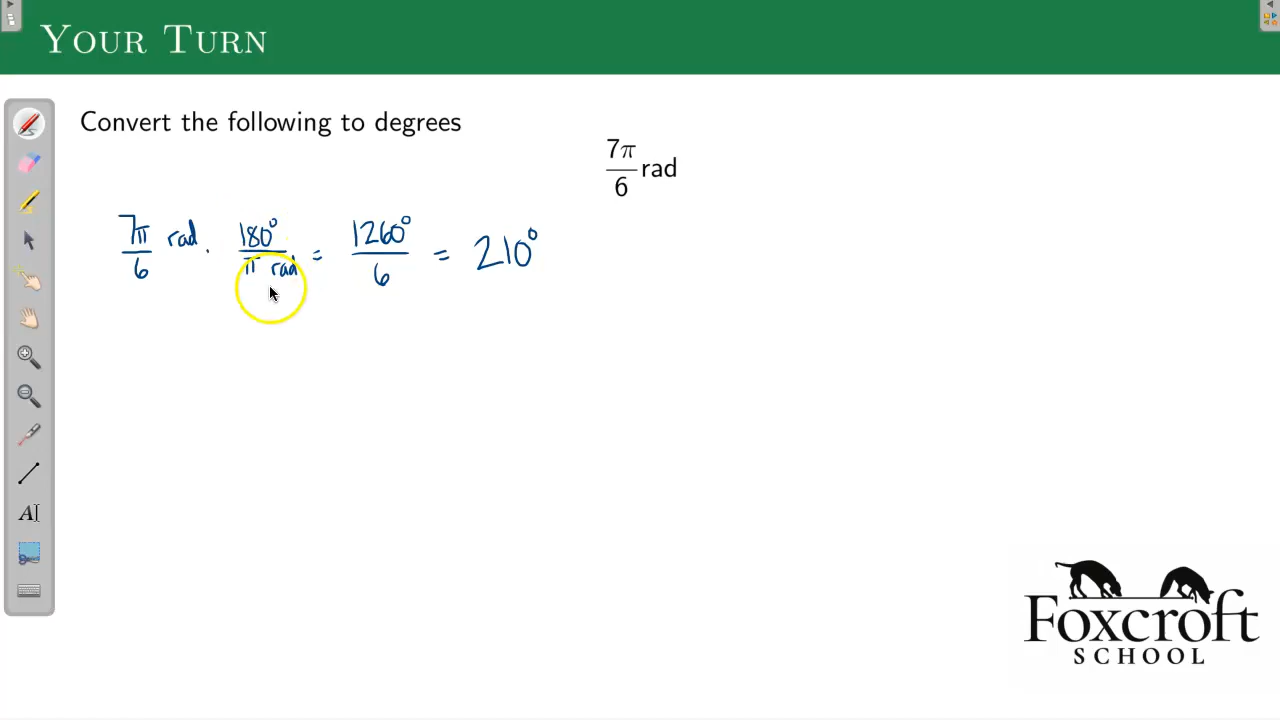 Your Turn
Convert the following to degrees
7π/6 rad
7π/6 rad · 180°/π rad = 1260°/6 = 210°
A
Foxcroft
SCHOOL